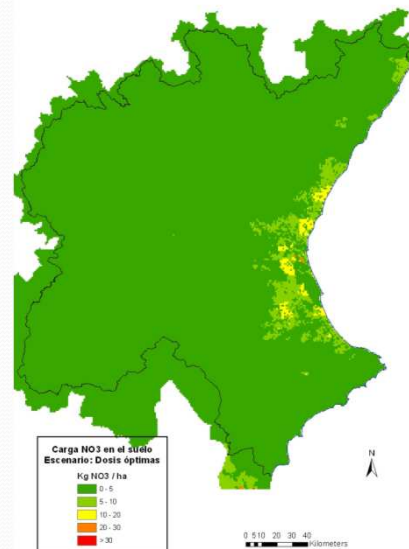 Carga NO3 en el suelo
Escenario: Dosis óptimas
Kg NO3 / ha
0 - 5
5 - 10
10 - 20
20 - 30
> 30
N
0 5 10 20 30 40
Kilometers